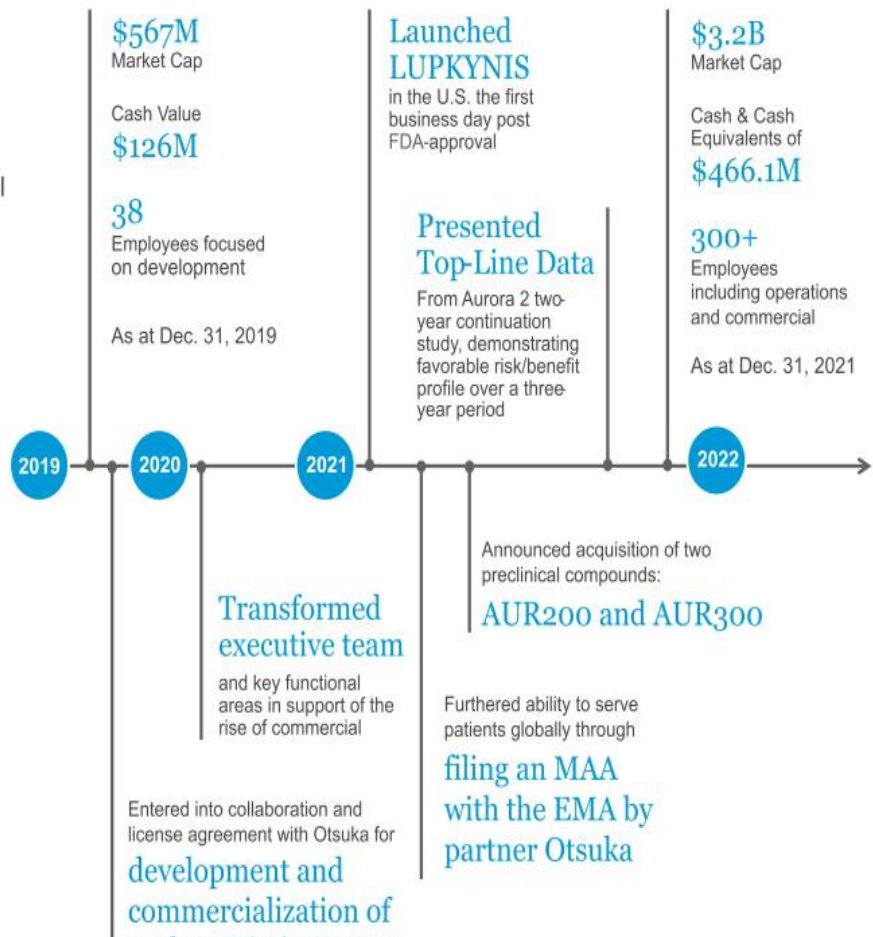 $567M
Market Cap
Cash Value
$126M
38
Employees focused
on development
As at Dec. 31, 2019
Launched
LUPKYNIS
in the U.S. the first
business day post
FDA-approval
Presented
Top-Line Data
From Aurora 2 two-
year continuation
study, demonstrating
favorable risk/benefit
profile over a three-
year period
$3.2B
Market Cap
Cash & Cash
Equivalents of
$466.1M
300+
Employees
including operations
and commercial
As at Dec. 31, 2021
2019
2020
2021
2022
Transformed
executive team
and key functional
areas in support of the
rise of commercial
Announced acquisition of two
preclinical compounds:
AUR200 and AUR300
Furthered ability to serve
patients globally through
filing an MAA
with the EMA by
partner Otsuka
Entered into collaboration and
license agreement with Otsuka for
development and
commercialization of